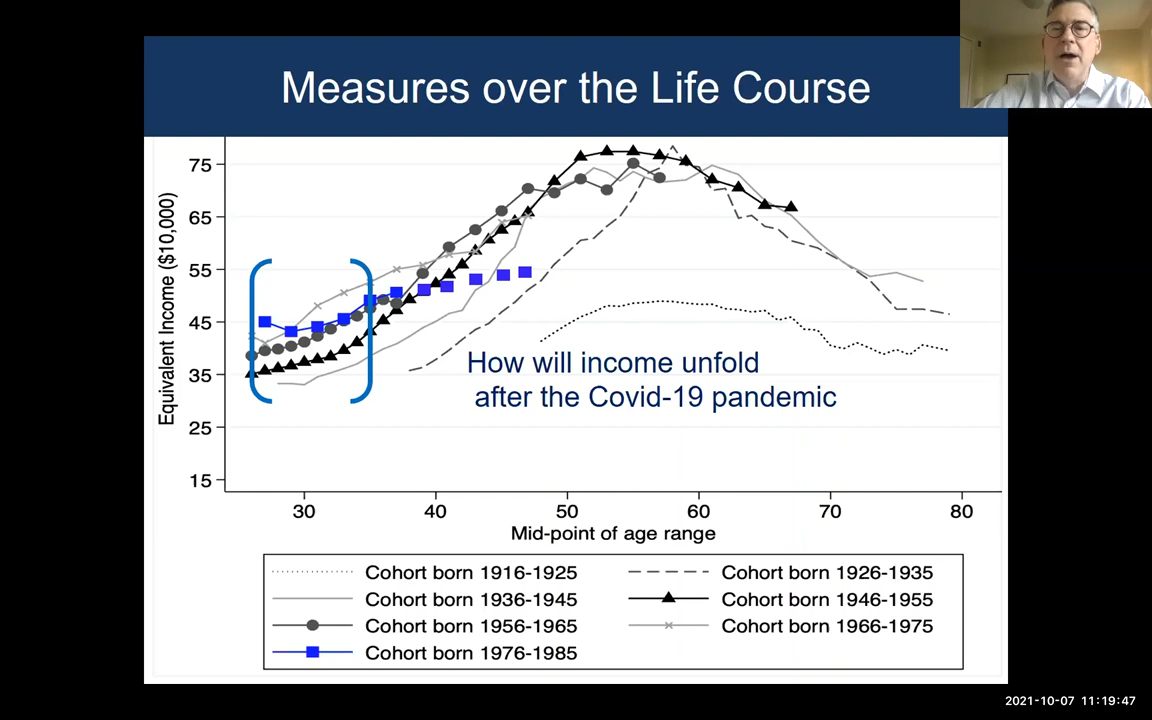 Measures over the Life Course
75
65
55
45
35
25
15
Equivalent Income ($10,000)
How will income unfold
after the Covid-19 pandemic
30 40 50 60 70 80
Mid-point of age range
Cohort born 1916-1925 Cohort born 1926-1935
Cohort born 1936-1945 Cohort born 1946-1955
Cohort born 1956-1965 Cohort born 1966-1975
Cohort born 1976-1985
2021-10-07 11:19:47